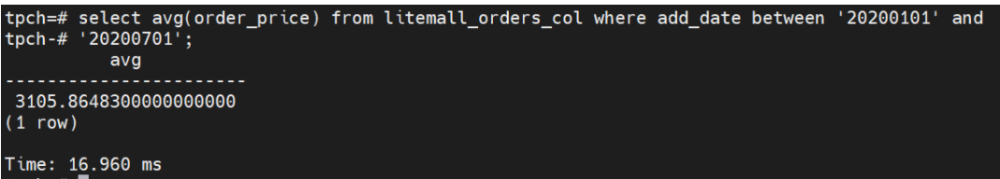 tpch=# select avg(order_price) from litemall_orders_col where add_date between '20200101' and
tpch-# '20200701';
avg
-----------------------
3105.8648300000000000
(1 row)
Time: 16.960 ms